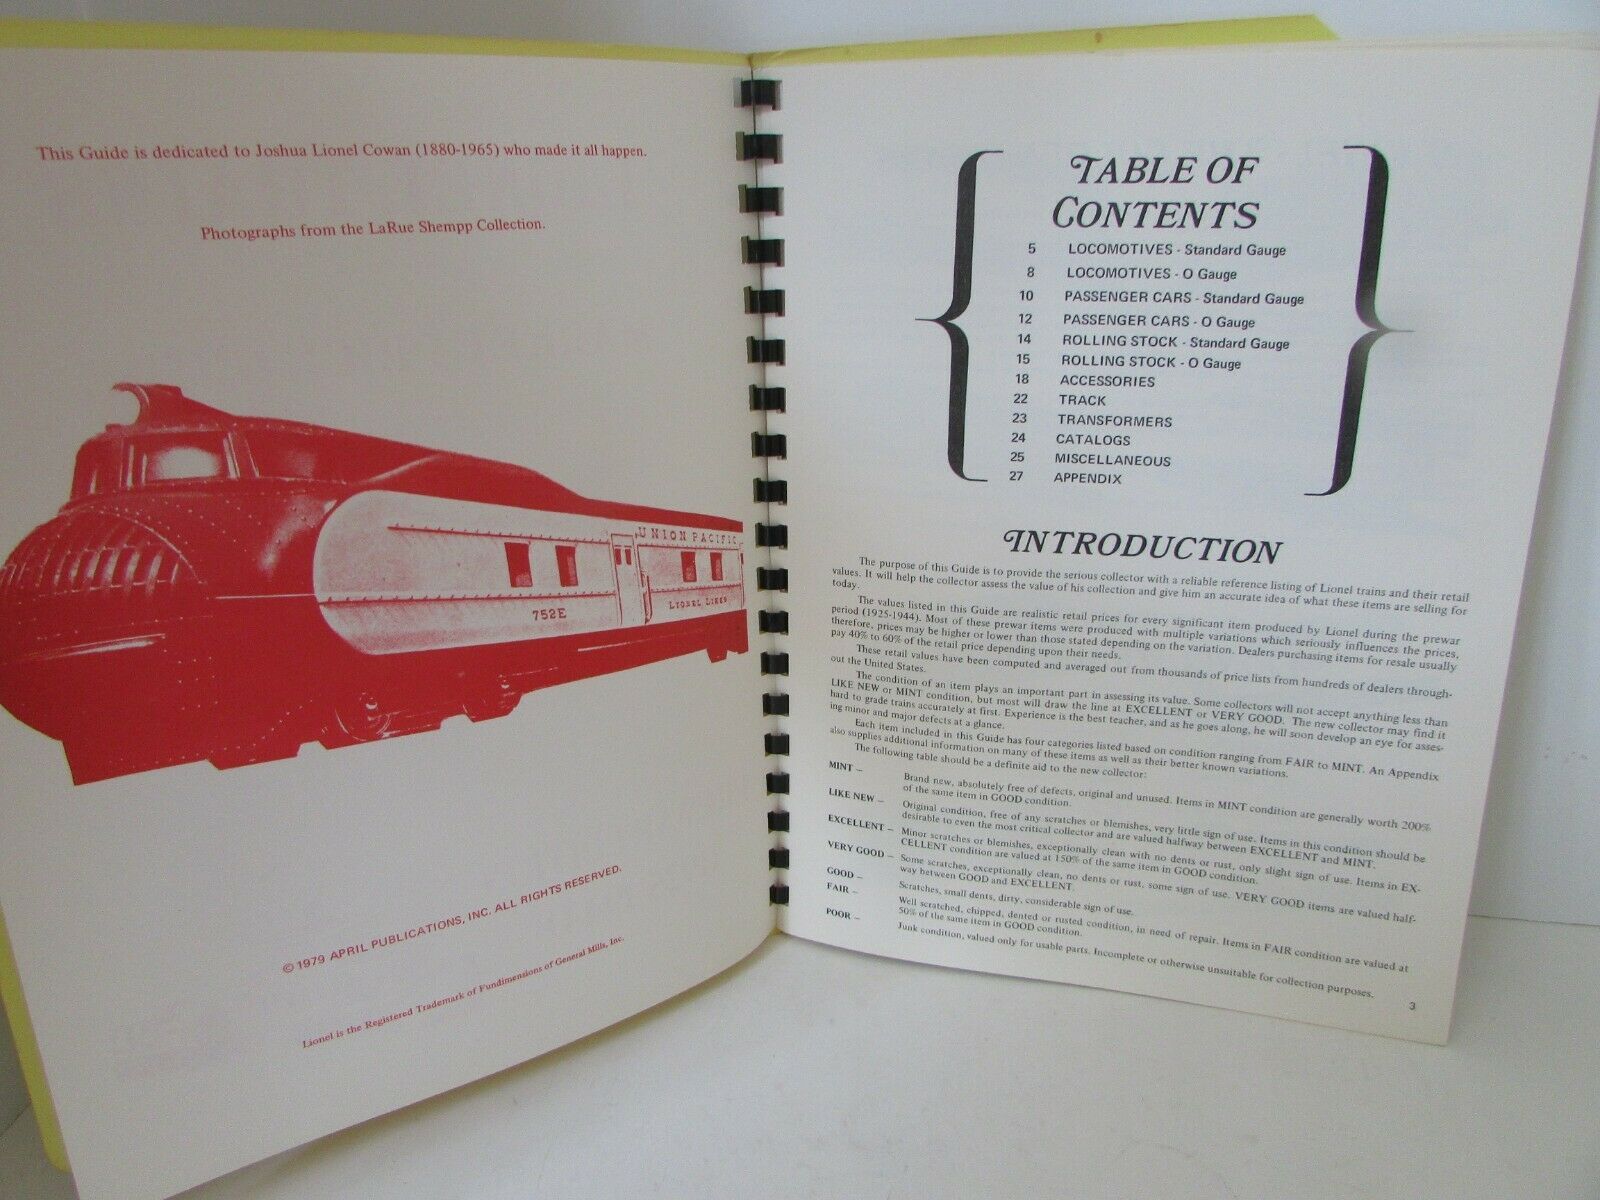 This Guide is dedicated to Joshua Lionel Cowan (1880-1965) who made it all happen.
Photographs from the LaRue Shempp Collection.
UNION PACIFIC
752E
LIONEL LINES
© 1979 APRIL PUBLICATIONS, INC. ALL RIGHTS RESERVED.
Lionel is the Registered Trademark of Fundimensions of General Mills, Inc.
TABLE OF
CONTENTS
5 LOCOMOTIVES - Standard Gauge
8 LOCOMOTIVES - O Gauge
10 PASSENGER CARS - Standard Gauge
12 PASSENGER CARS - O Gauge
14 ROLLING STOCK - Standard Gauge
15 ROLLING STOCK - O Gauge
18 ACCESSORIES
22 TRACK
23 TRANSFORMERS
24 CATALOGS
25 MISCELLANEOUS
27 APPENDIX
INTRODUCTION
The purpose of this Guide is to provide the serious collector with a reliable reference listing of Lionel trains and their retail
values. It will help the collector assess the value of his collection and give him an accurate idea of what these items are selling for
today.
The values listed in this Guide are realistic retail prices for every significant item produced by Lionel during the prewar
period (1925-1944). Most of these prewar items were produced with multiple variations which seriously influences the prices,
therefore, prices may be higher or lower than those stated depending on the variation. Dealers purchasing items for resale usually
pay 40% to 60% of the retail price depending upon their needs.
These retail values have been computed and averaged out from thousands of price lists from hundreds of dealers through-
out the United States.
The condition of an item plays an important part in assessing its value. Some collectors will not accept anything less than
LIKE NEW or MINT condition, but most will draw the line at EXCELLENT or VERY GOOD. The new collector may find it
hard to grade trains accurately at first. Experience is the best teacher, and as he goes along, he will soon develop an eye for asses-
ing minor and major defects at a glance.
Each item included in this Guide has four categories listed based on condition ranging from FAIR to MINT. An Appendix
also supplies additional information on many of these items as well as their better known variations.
The following table should be a definite aid to the new collector:
MINT – Brand new, absolutely free of defects, original and unused. Items in MINT condition are generally worth 200%
of the same item in GOOD condition.
LIKE NEW – Original condition, free of any scratches or blemishes, very little sign of use. Items in this condition should be
desirable to even the most critical collector and are valued halfway between EXCELLENT and MINT.
EXCELLENT – Minor scratches or blemishes, exceptionally clean with no dents or rust, only slight sign of use. Items in EX-
CELLENT condition are valued at 150% of the same item in GOOD condition.
VERY GOOD – Some scratches, exceptionally clean, no dents or rust, some sign of use. VERY GOOD items are valued half-
way between GOOD and EXCELLENT.
GOOD – Scratches, small dents, dirty, considerable sign of use.
FAIR – Well scratched, chipped, dented or rusted condition, in need of repair. Items in FAIR condition are valued at
50% of the same item in GOOD condition.
POOR – Junk condition, valued only for usable parts. Incomplete or otherwise unsuitable for collection purposes.
3